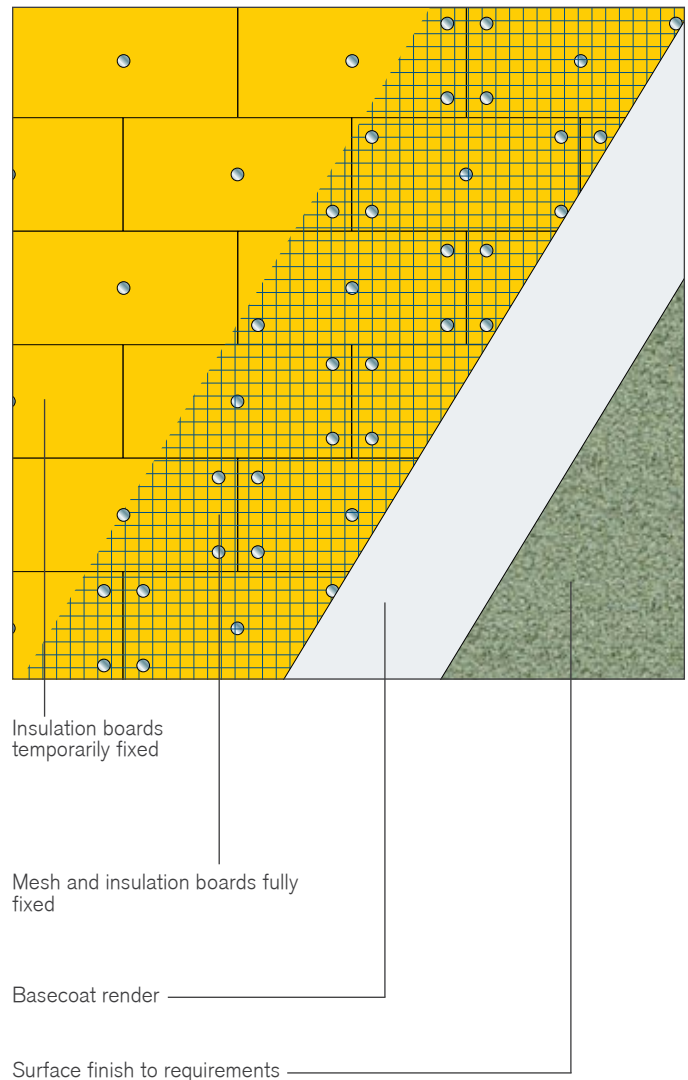 Insulation boards
temporarily fixed
Mesh and insulation boards fully
fixed
Basecoat render
Surface finish to requirements